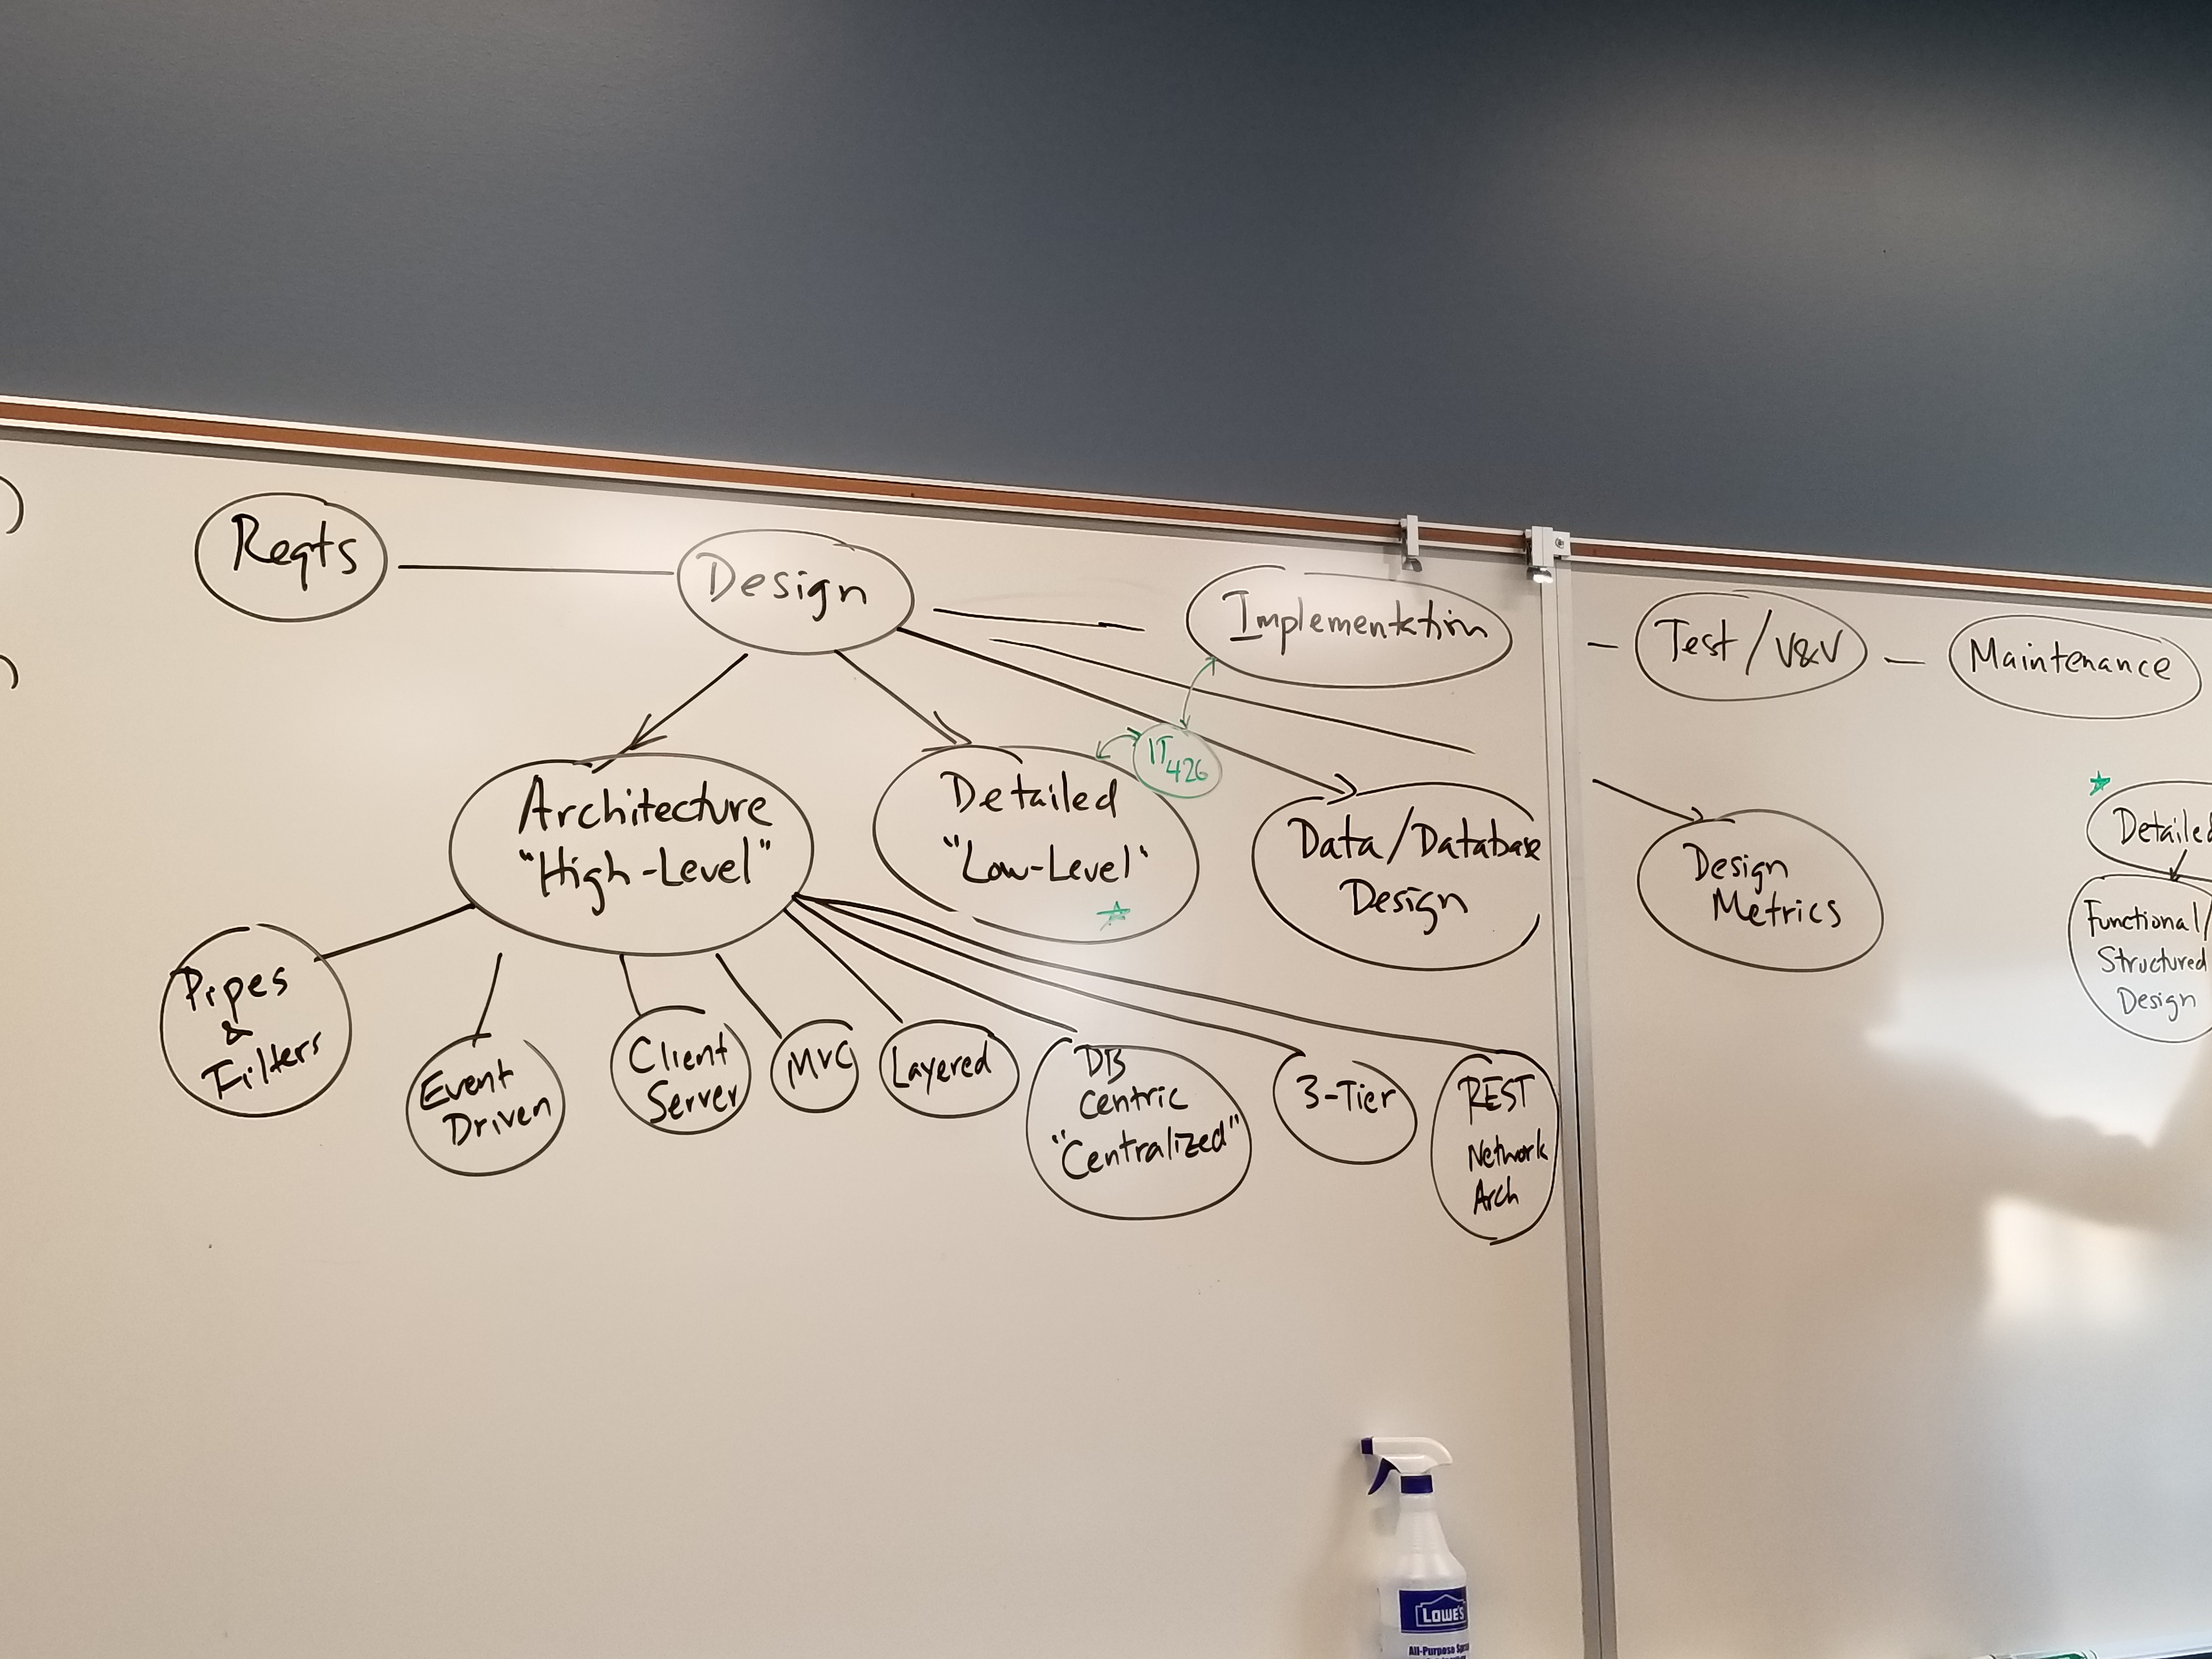 Reqts
Design
Implementation
Test/V&V
Maintenance
Architecture
"High-Level"
Detailed
"Low-Level"
IT
426
Data/Database
Design
Design
Metrics
Detailed
Functional/
Structured
Design
Pipes
&
Filters
Event
Driven
Client
Server
MVC
Layered
DB
Centric
"Centralized"
3-Tier
REST
Network
Arch
LOWE'S
All-Purpose